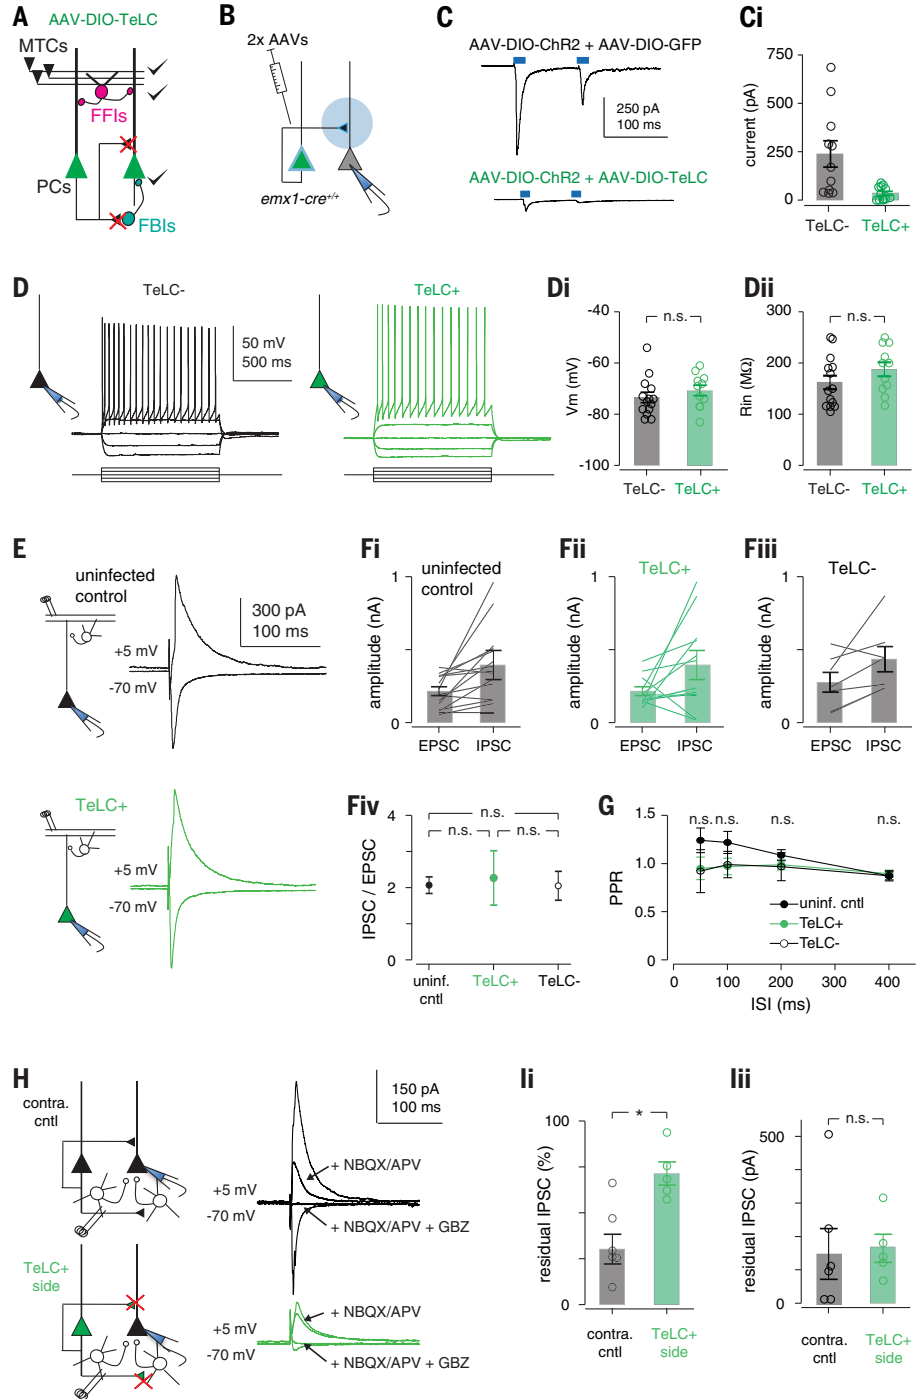 A
AAV-DIO-TeLC
MTCs
FFIs
PCs
FBIs
B
2x AAVs
emx1-cre+/+
C
AAV-DIO-ChR2 + AAV-DIO-GFP
250 pA
100 ms
AAV-DIO-ChR2 + AAV-DIO-TeLC
Ci
current (pA)
750
500
250
0
TeLC- TeLC+
D
TeLC-
50 mV
500 ms
TeLC+
Di
Vm (mV)
-40
-60
-80
-100
n.s.
TeLC- TeLC+
Dii
Rin (MΩ)
300
200
100
0
n.s.
TeLC- TeLC+
E
uninfected
control
300 pA
100 ms
+5 mV
-70 mV
TeLC+
+5 mV
-70 mV
Fi
uninfected
control
amplitude (nA)
1
0
EPSC IPSC
Fii
TeLC+
amplitude (nA)
1
0
EPSC IPSC
Fiii
TeLC-
amplitude (nA)
1
0
EPSC IPSC
Fiv
IPSC / EPSC
4
2
0
n.s.
n.s. n.s.
uninf.
cntl
TeLC+ TeLC-
G
PPR
1.5
1.0
0.5
0
n.s. n.s. n.s. n.s.
uninf. cntl
TeLC+
TeLC-
0 100 200 300 400
ISI (ms)
H
contra.
cntl
150 pA
100 ms
+ NBQX/APV
+5 mV
-70 mV
+ NBQX/APV + GBZ
TeLC+
side
+ NBQX/APV
+5 mV
-70 mV
+ NBQX/APV + GBZ
Ii
residual IPSC (%)
100
0
*
contra.
cntl
TeLC+
side
Iii
residual IPSC (pA)
500
0
n.s.
contra.
cntl
TeLC+
side